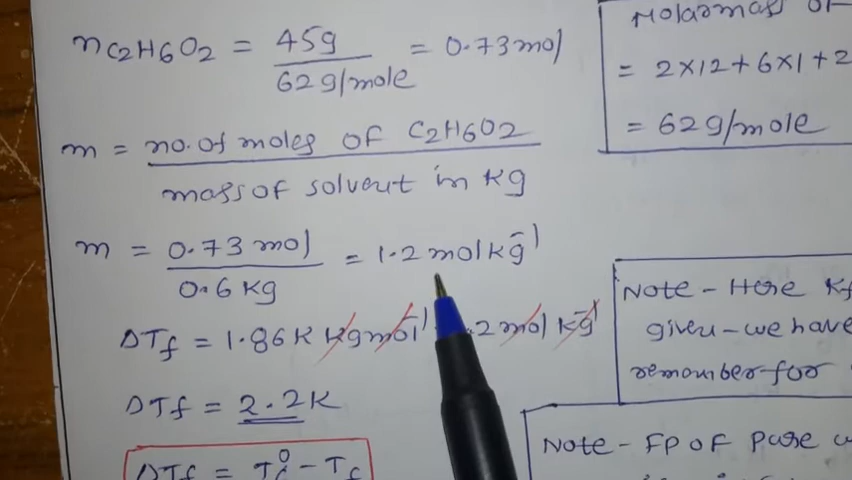 nC2H6O2 = 45g / 62g/mole = 0.73mol
m = no. of moles of C2H6O2 / mass of solvent in Kg
m = 0.73 mol / 0.6 Kg = 1.2 mol Kg⁻¹
ΔTf = 1.86 K Kg mol⁻¹ .2 mol Kg⁻¹
ΔTf = 2.2K
ΔTf = Tf⁰ - Tf
Molarmass of
= 2×12+6×1+2
= 62g/mole
Note - Here Kf
given - we have
remember for
Note - FP of Pure